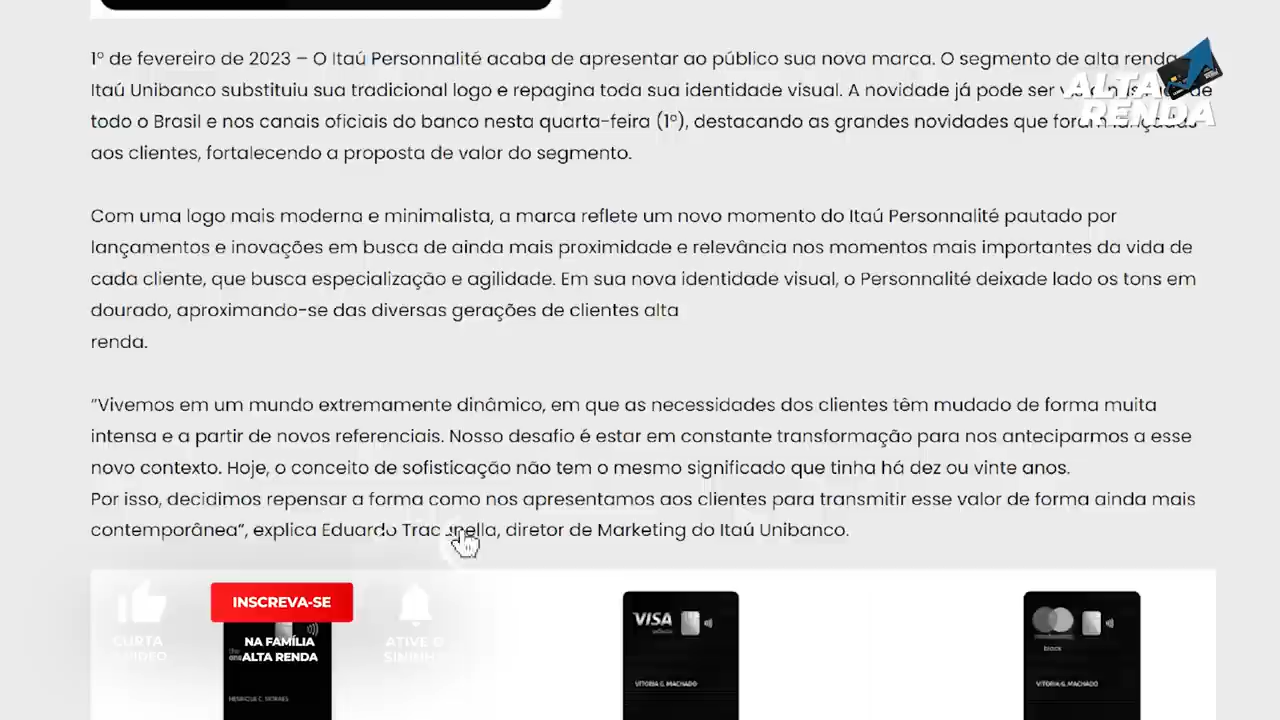 1º de fevereiro de 2023 – O Itaú Personnalité acaba de apresentar ao público sua nova marca. O segmento de alta renda
Itaú Unibanco substituiu sua tradicional logo e repagina toda sua identidade visual. A novidade já pode ser de
todo o Brasil e nos canais oficiais do banco nesta quarta-feira (1º), destacando as grandes novidades que foram lançadas
aos clientes, fortalecendo a proposta de valor do segmento.
ALTA
RENDA
Com uma logo mais moderna e minimalista, a marca reflete um novo momento do Itaú Personnalité pautado por
lançamentos e inovações em busca de ainda mais proximidade e relevância nos momentos mais importantes da vida de
cada cliente, que busca especialização e agilidade. Em sua nova identidade visual, o Personnalité deixade lado os tons em
dourado, aproximando-se das diversas gerações de clientes alta
renda.
“Vivemos em um mundo extremamente dinâmico, em que as necessidades dos clientes têm mudado de forma muita
intensa e a partir de novos referenciais. Nosso desafio é estar em constante transformação para nos anteciparmos a esse
novo contexto. Hoje, o conceito de sofisticação não tem o mesmo significado que tinha há dez ou vinte anos.
Por isso, decidimos repensar a forma como nos apresentamos aos clientes para transmitir esse valor de forma ainda mais
contemporânea”, explica Eduardo , diretor de Marketing do Itaú Unibanco.
CURTA
VÍDEO
INSCREVA-SE
NA FAMÍLIA
ALTA RENDA
ATIVE O
SININHO
the
one
HENRIQUE C. MORAES
VISA
VITORIA G. MACHADO
black
VITORIA G. MACHADO